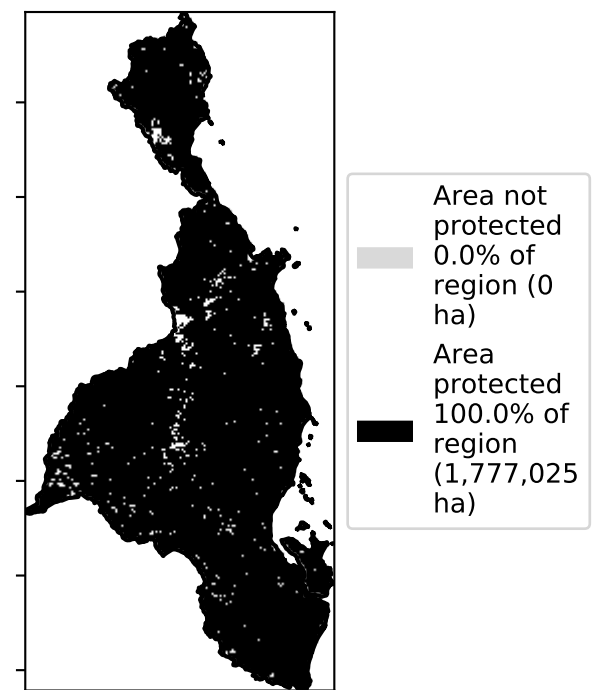 Area not
protected
0.0% of
region (0
ha)
Area
protected
100.0% of
region
(1,777,025
ha)